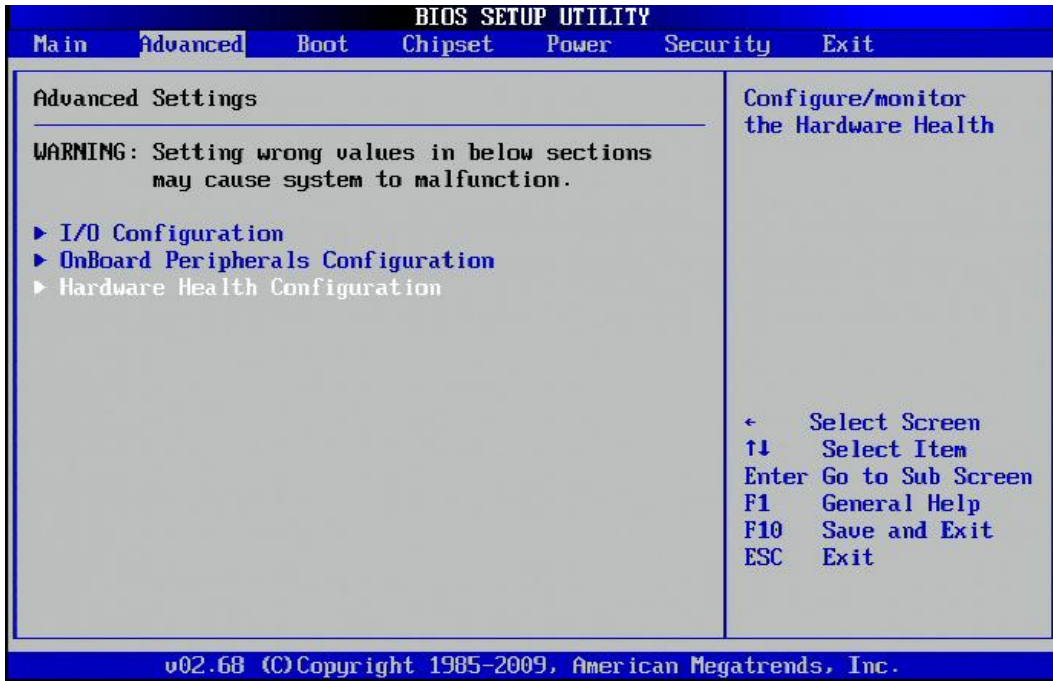 BIOS SETUP UTILITY
Main Advanced Boot Chipset Power Security Exit
Advanced Settings
WARNING: Setting wrong values in below sections
may cause system to malfunction.
▶ I/O Configuration
▶ OnBoard Peripherals Configuration
▶ Hardware Health Configuration
Configure/monitor
the Hardware Health
← Select Screen
↑↓ Select Item
Enter Go to Sub Screen
F1 General Help
F10 Save and Exit
ESC Exit
v02.68 (C)Copyright 1985-2009, American Megatrends, Inc.